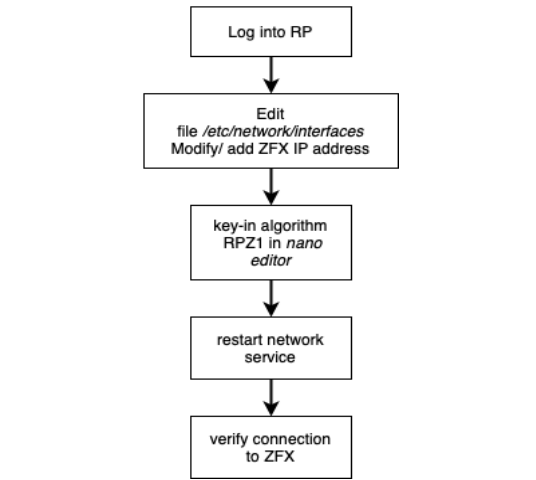 Log into RP
Edit
file /etc/network/interfaces
Modify/ add ZFX IP address
key-in algorithm
RPZ1 in nano
editor
restart network
service
verify connection
to ZFX